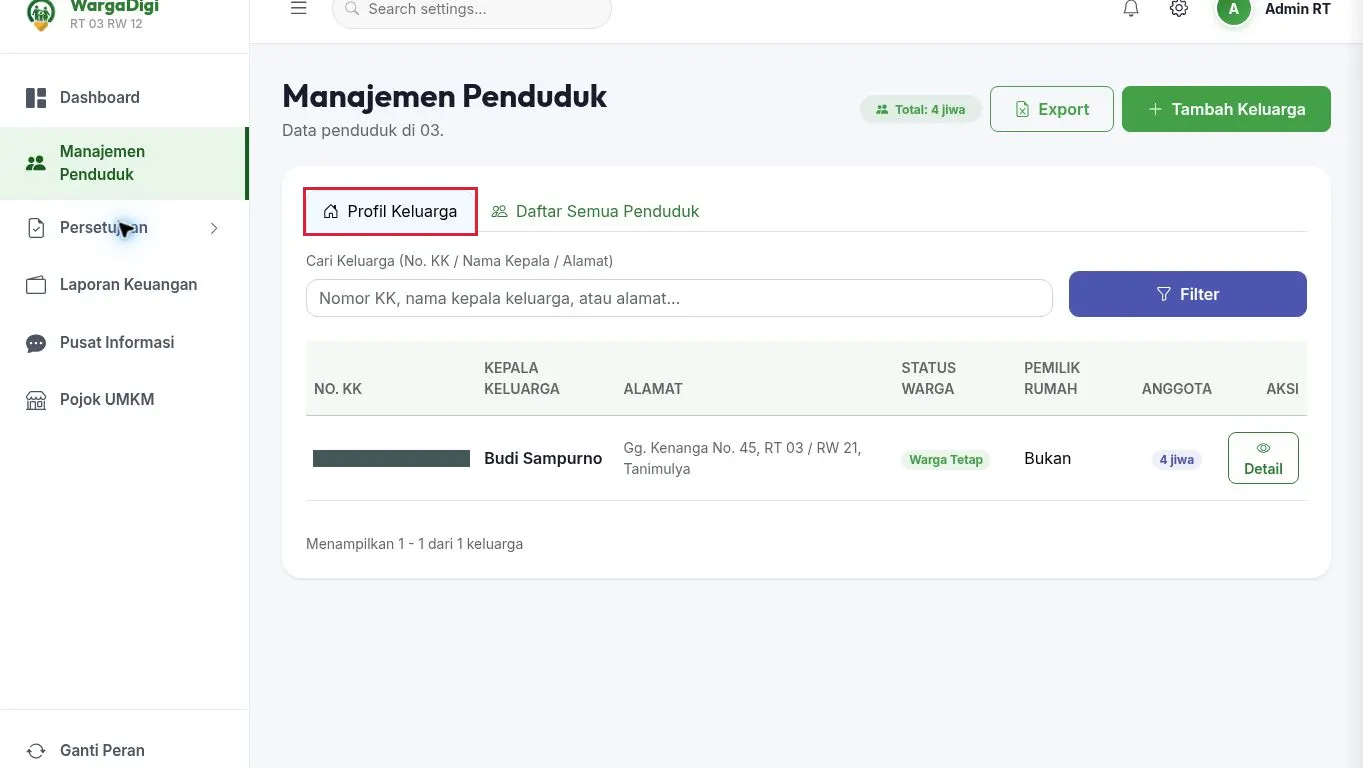 WargaDigi
RT 03 RW 12
Search settings...
A
Admin RT
Dashboard
Manajemen
Penduduk
Persetujuan
Laporan Keuangan
Pusat Informasi
Pojok UMKM
Ganti Peran
Manajemen Penduduk
Data penduduk di 03.
Total: 4 jiwa
Export
Tambah Keluarga
Profil Keluarga
Daftar Semua Penduduk
Cari Keluarga (No. KK / Nama Kepala / Alamat)
Nomor KK, nama kepala keluarga, atau alamat...
Filter
NO. KK
KEPALA
KELUARGA
ALAMAT
STATUS
WARGA
PEMILIK
RUMAH
ANGGOTA
AKSI
Budi Sampurno
Gg. Kenanga No. 45, RT 03 / RW 21,
Tanimulya
Warga Tetap
Bukan
4 jiwa
Detail
Menampilkan 1 - 1 dari 1 keluarga